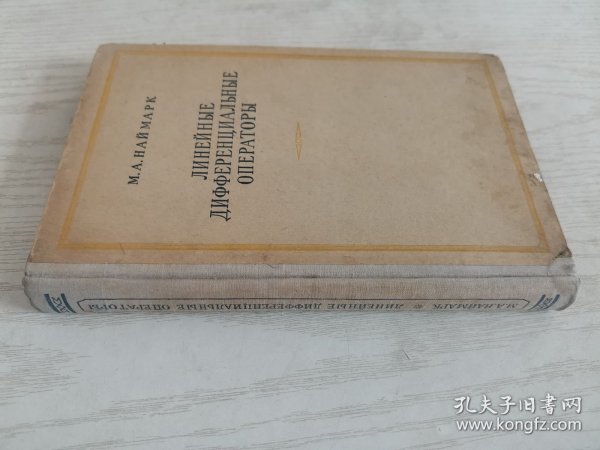 М. А. НАЙМАРК
ЛИНЕЙНЫЕ
ДИФФЕРЕНЦИАЛЬНЫЕ
ОПЕРАТОРЫ
М.А.НАЙМАРК ЛИНЕЙНЫЕ ДИФФЕРЕНЦИАЛЬНЫЕ ОПЕРАТОРЫ
孔夫子旧书网
www.kongfz.com